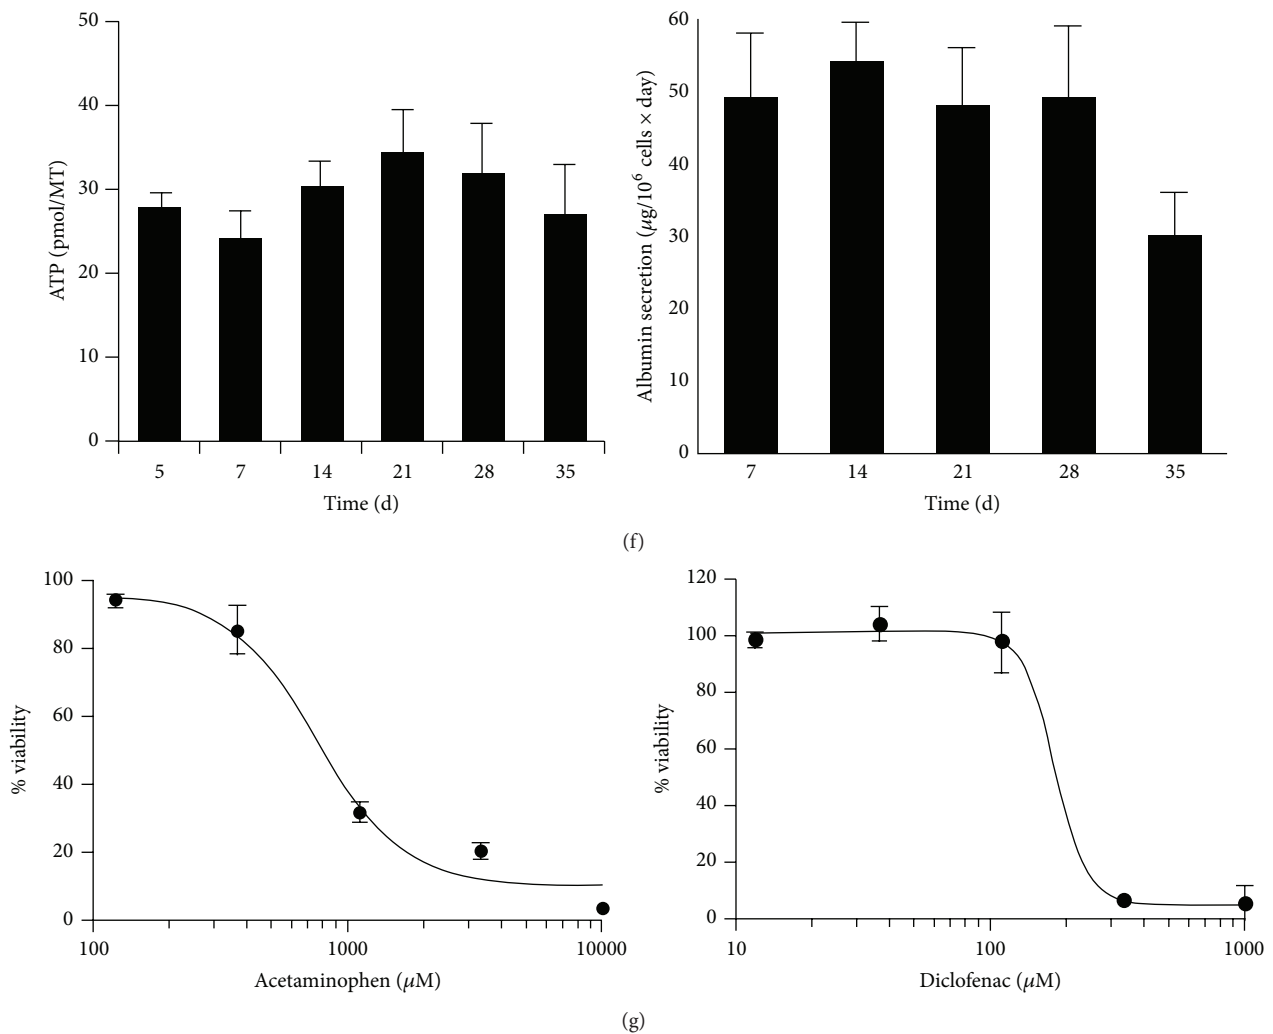 50
40
30
20
10
0
ATP (pmol/MT)
5 7 14 21 28 35
Time (d)
60
50
40
30
20
10
0
Albumin secretion (μg/10⁶ cells × day)
7 14 21 28 35
Time (d)
(f)
100
80
60
40
20
0
% viability
100 1000 10000
Acetaminophen (μM)
120
100
80
60
40
20
0
% viability
10 100 1000
Diclofenac (μM)
(g)